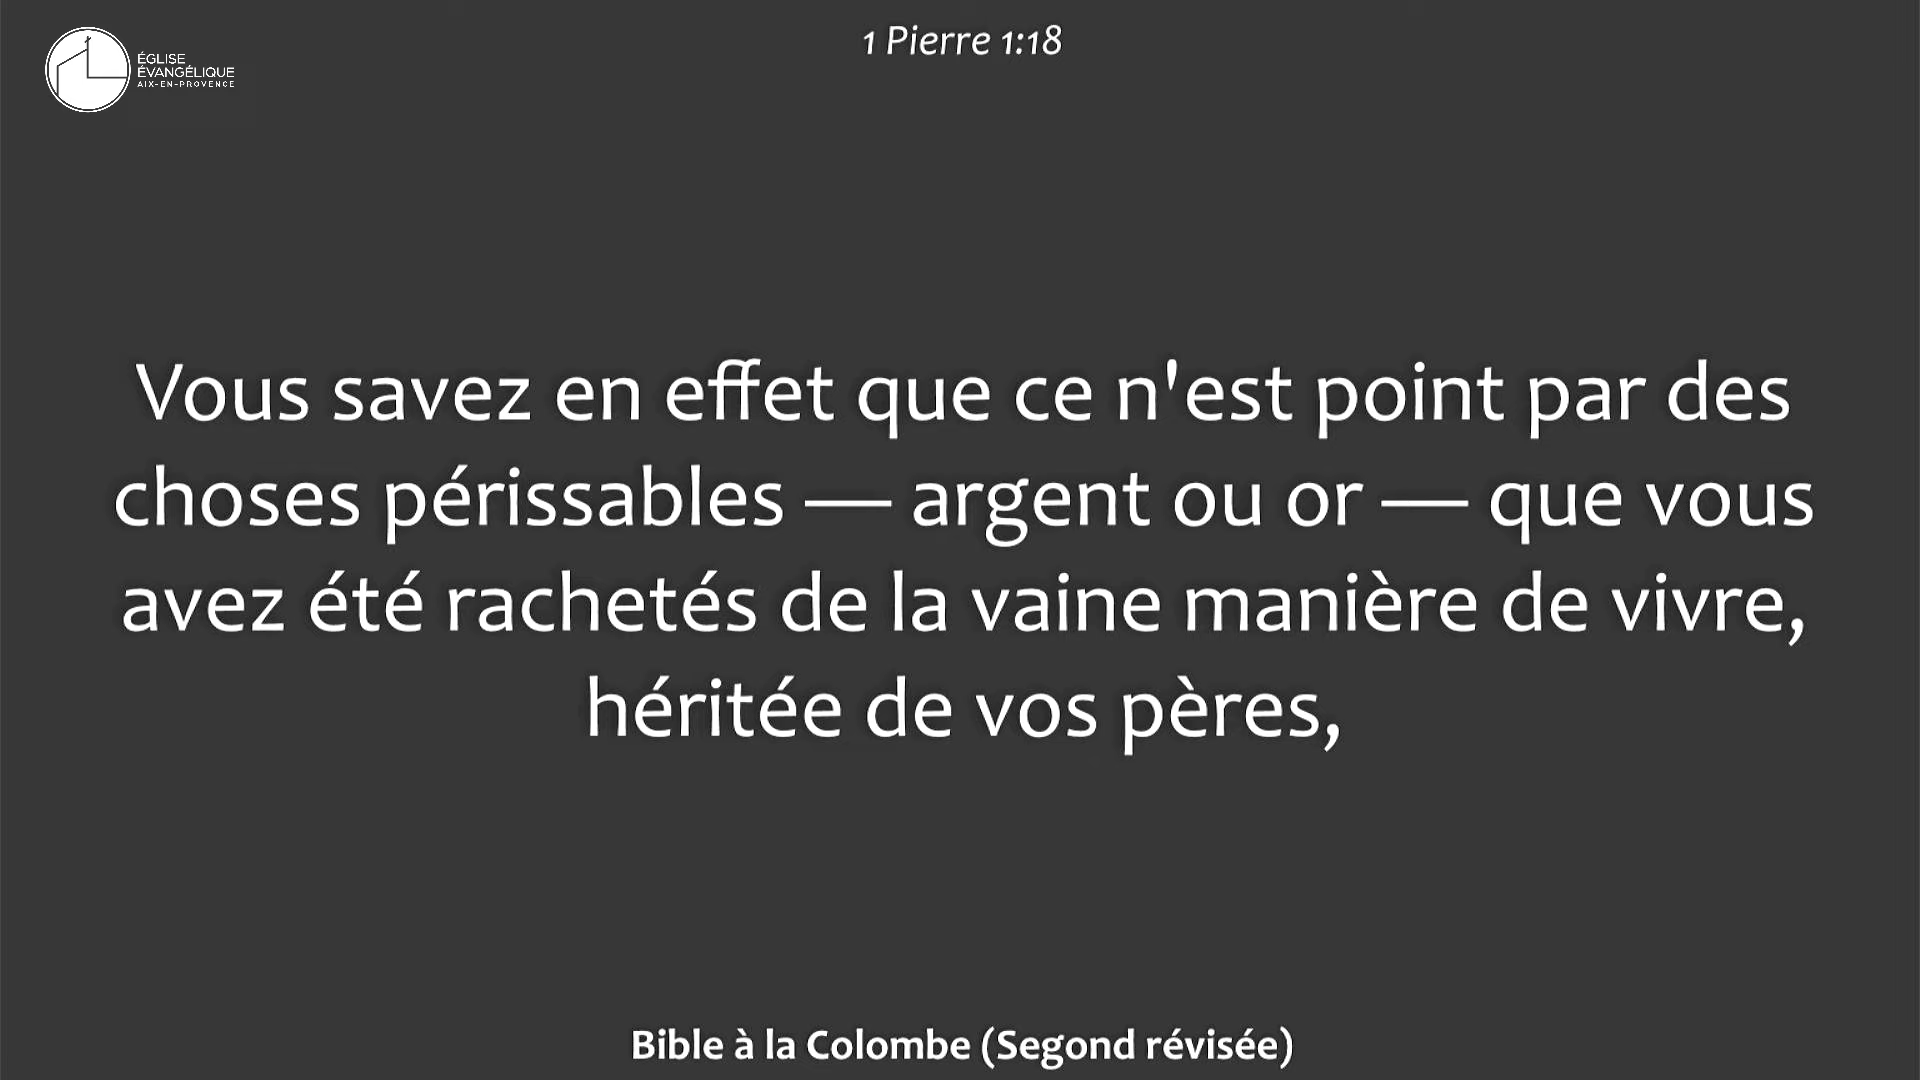 ÉGLISE
ÉVANGÉLIQUE
AIX-EN-PROVENCE
1 Pierre 1:18
Vous savez en effet que ce n'est point par des
choses périssables — argent ou or — que vous
avez été rachetés de la vaine manière de vivre,
héritée de vos pères,
Bible à la Colombe (Segond révisée)